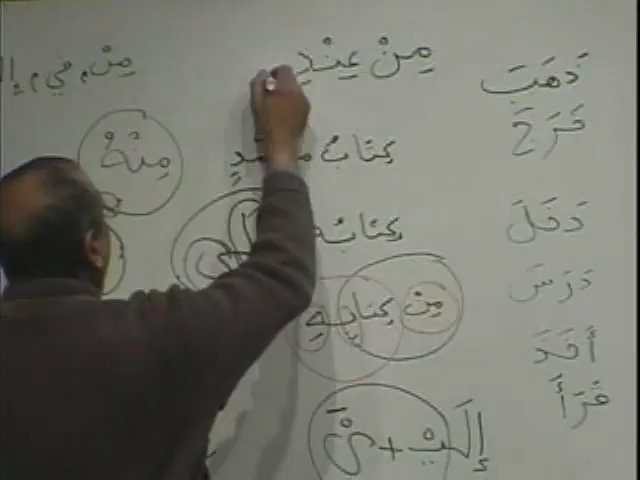 ذَهَبَ
خَرَجَ
دَخَلَ
دَرَسَ
أَخَذَ
قَرَأَ
مِنْ عِنْدِ
كِتَابُ
كِتَابُهُ
مِنْ كِتَابِهِ
إِلَيْ + يْ
مِنْ ، فِي ، إِ
مِنْهُ